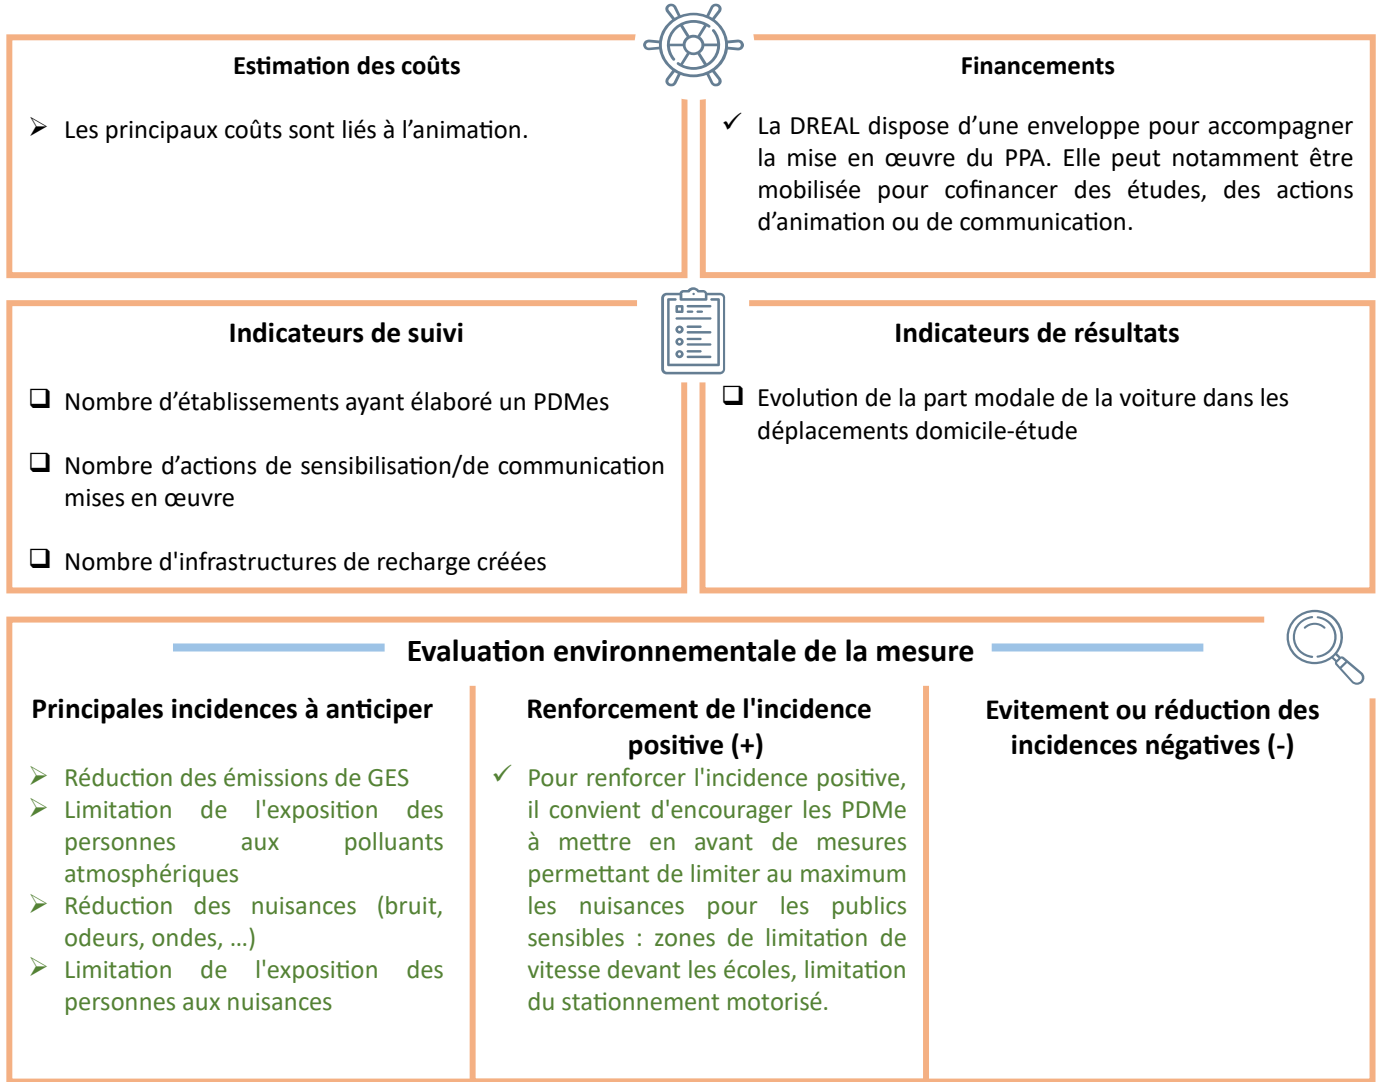 Estimation des coûts
➢ Les principaux coûts sont liés à l’animation.
Financements
✓ La DREAL dispose d’une enveloppe pour accompagner
la mise en œuvre du PPA. Elle peut notamment être
mobilisée pour cofinancer des études, des actions
d’animation ou de communication.
Indicateurs de suivi
❑ Nombre d’établissements ayant élaboré un PDMes
❑ Nombre d’actions de sensibilisation/de communication
mises en œuvre
❑ Nombre d'infrastructures de recharge créées
Indicateurs de résultats
❑ Evolution de la part modale de la voiture dans les
déplacements domicile-étude
Evaluation environnementale de la mesure
Principales incidences à anticiper
➢ Réduction des émissions de GES
➢ Limitation de l'exposition des
personnes aux polluants
atmosphériques
➢ Réduction des nuisances (bruit,
odeurs, ondes, …)
➢ Limitation de l'exposition des
personnes aux nuisances
Renforcement de l'incidence
positive (+)
✓ Pour renforcer l'incidence positive,
il convient d'encourager les PDMe
à mettre en avant de mesures
permettant de limiter au maximum
les nuisances pour les publics
sensibles : zones de limitation de
vitesse devant les écoles, limitation
du stationnement motorisé.
Evitement ou réduction des
incidences négatives (-)